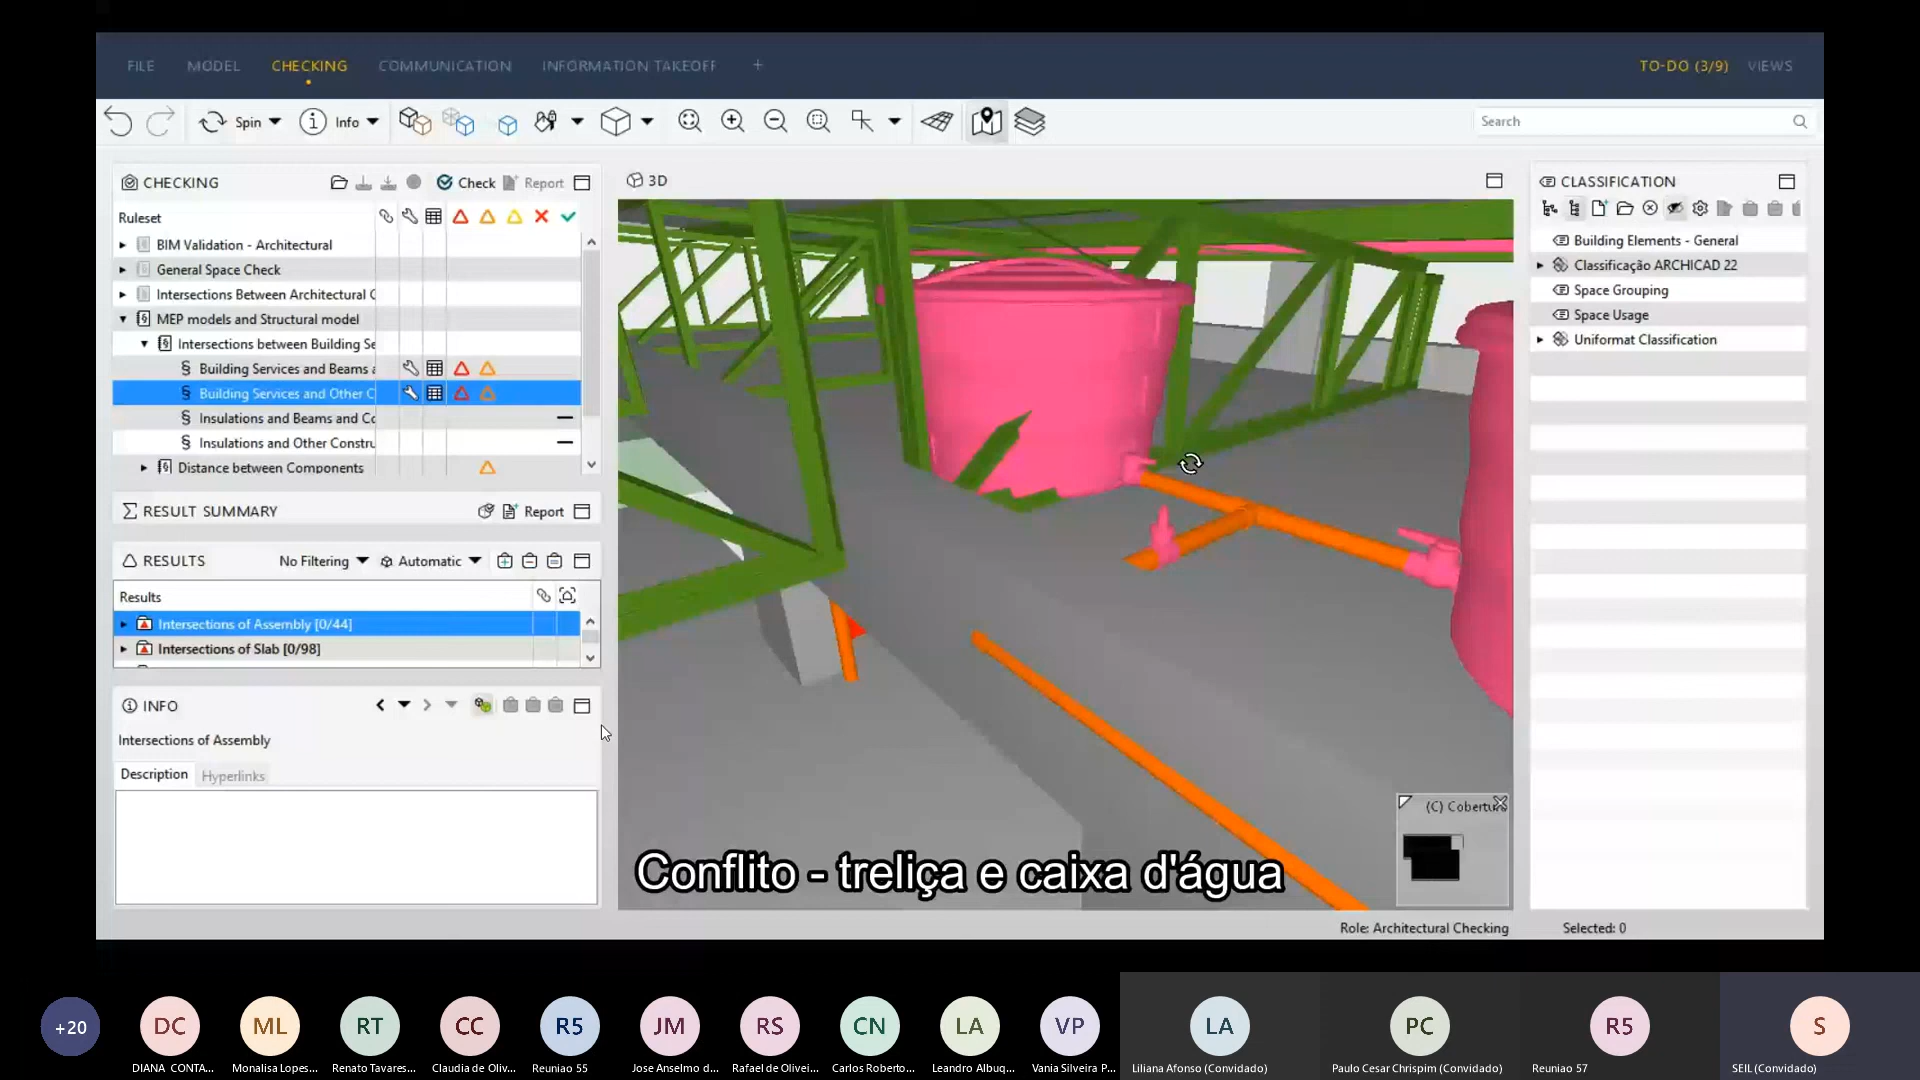 FILE MODEL CHECKING COMMUNICATION INFORMATION TAKEOFF + TO-DO (3/9) VIEWS
Spin Info Search
CHECKING Check Report
Ruleset
BIM Validation - Architectural
General Space Check
Intersections Between Architectural C
MEP models and Structural model
Intersections between Building Se
Building Services and Beams a
Building Services and Other C
Insulations and Beams and Co
Insulations and Other Constru
Distance between Components
RESULT SUMMARY Report
RESULTS No Filtering Automatic
Results
Intersections of Assembly [0/44]
Intersections of Slab [0/98]
INFO
Intersections of Assembly
Description Hyperlinks
3D
(C) Cobertura
Conflito - treliça e caixa d'água
CLASSIFICATION
Building Elements - General
Classificação ARCHICAD 22
Space Grouping
Space Usage
Uniformat Classification
Role: Architectural Checking Selected: 0
+20 DC ML RT CC R5 JM RS CN LA VP LA PC R5 S
DIANA CONTA... Monalisa Lopes... Renato Tavares... Claudia de Oliv... Reuniao 55 Jose Anselmo d... Rafael de Olivei... Carlos Roberto... Leandro Albuq... Vania Silveira P... Liliana Afonso (Convidado) Paulo Cesar Chrispim (Convidado) Reuniao 57 SEIL (Convidado)